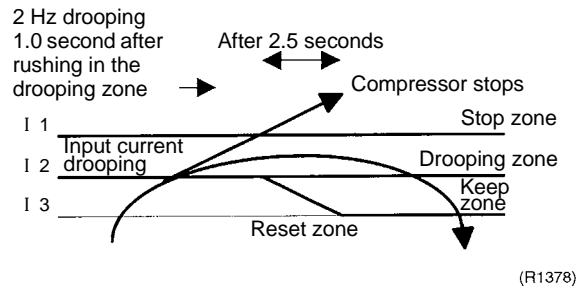 2 Hz drooping
1.0 second after
rushing in the
drooping zone
After 2.5 seconds
Compressor stops
I 1
Stop zone
Input current
drooping
I 2
Drooping zone
Keep
zone
I 3
Reset zone
(R1378)